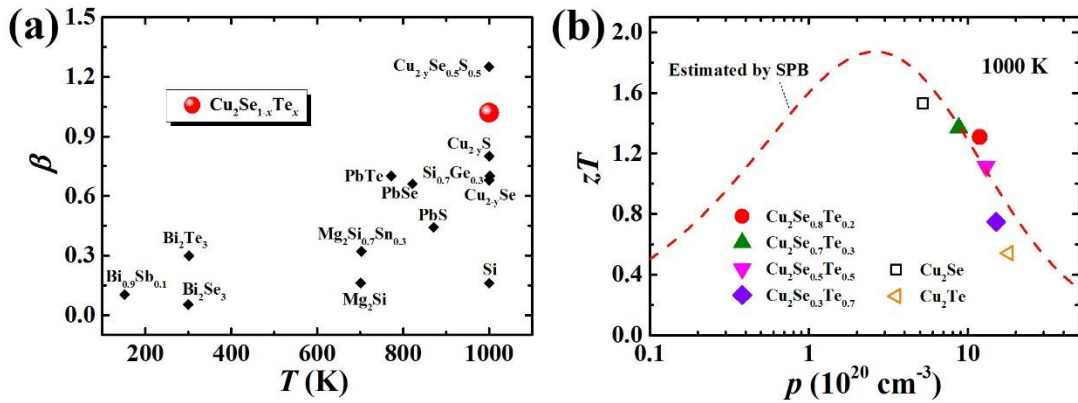 (a)
1.5
1.2
0.9
0.6
0.3
0.0
β
200
400
600
800
1000
T (K)
Cu₂₋ySe₀.₅S₀.₅
Cu₂Se₁₋ₓTeₓ
Cu₂₋yS
PbTe
Si₀.₇Ge₀.₃
PbSe
Cu₂₋ySe
PbS
Mg₂Si₀.₇Sn₀.₃
Bi₂Te₃
Bi₀.₉Sb₀.₁
Si
Bi₂Se₃
Mg₂Si
(b)
2.0
1.6
1.2
0.8
0.4
0.0
zT
0.1
1
10
p (10²⁰ cm⁻³)
1000 K
Estimated by SPB
Cu₂Se₀.₈Te₀.₂
Cu₂Se₀.₇Te₀.₃
Cu₂Se₀.₅Te₀.₅
Cu₂Se₀.₃Te₀.₇
Cu₂Se
Cu₂Te